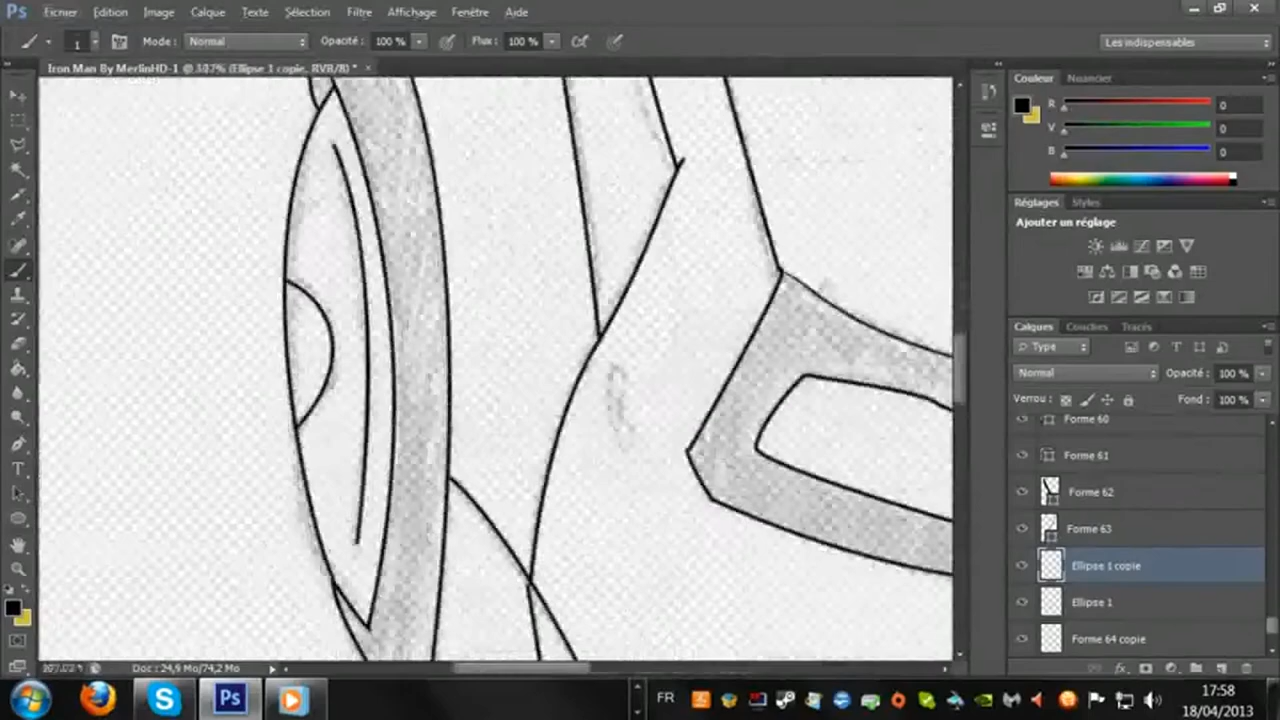 Ps Fichier Edition Image Calque Texte Sélection Filtre Affichage Fenêtre Aide
1 Mode : Normal Opacité : 100 % Flux : 100 % Les indispensables
Iron Man By MerlinHD-1 @ 307% (Ellipse 1 copie, RVB/8) * ×
Couleur Nuancier
R 0
V 0
B 0
Réglages Styles
Ajouter un réglage
Calques Couches Tracés
Type
Normal Opacité : 100 %
Verrou : Fond : 100 %
Forme 60
Forme 61
Forme 62
Forme 63
Ellipse 1 copie
Ellipse 1
Forme 64 copie
Doc : 24,9 Mo/74,2 Mo
S Ps FR 17:58
18/04/2013